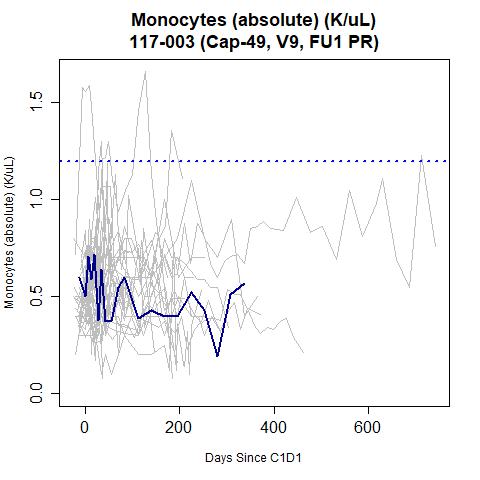 Monocytes (absolute) (K/uL)
117-003 (Cap-49, V9, FU1 PR)
Monocytes (absolute) (K/uL)
1.5
1.0
0.5
0.0
0 200 400 600
Days Since C1D1